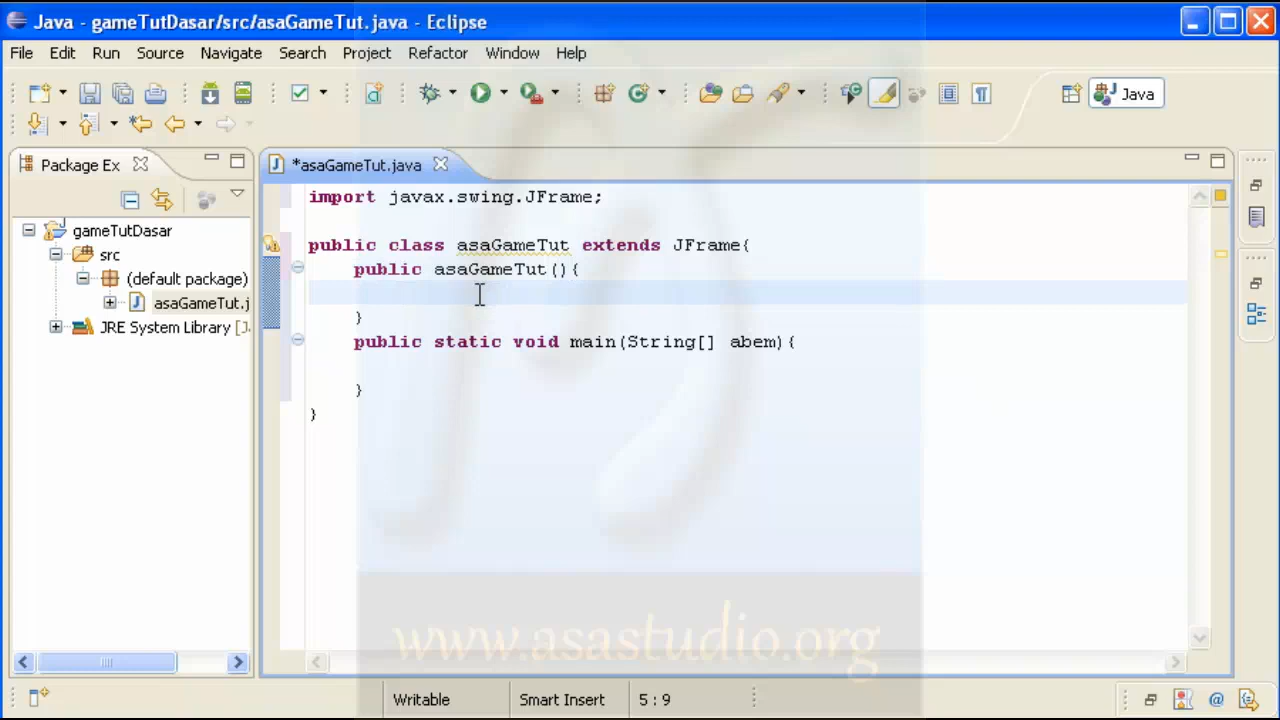 Java - gameTutDasar/src/asaGameTut.java - Eclipse
File Edit Run Source Navigate Search Project Refactor Window Help
Java
Package Ex
*asaGameTut.java
gameTutDasar
src
(default package)
asaGameTut.j
JRE System Library [J
import javax.swing.JFrame;
public class asaGameTut extends JFrame{
public asaGameTut(){
}
public static void main(String[] abem){
}
}
www.asastudio.org
Writable Smart Insert 5 : 9